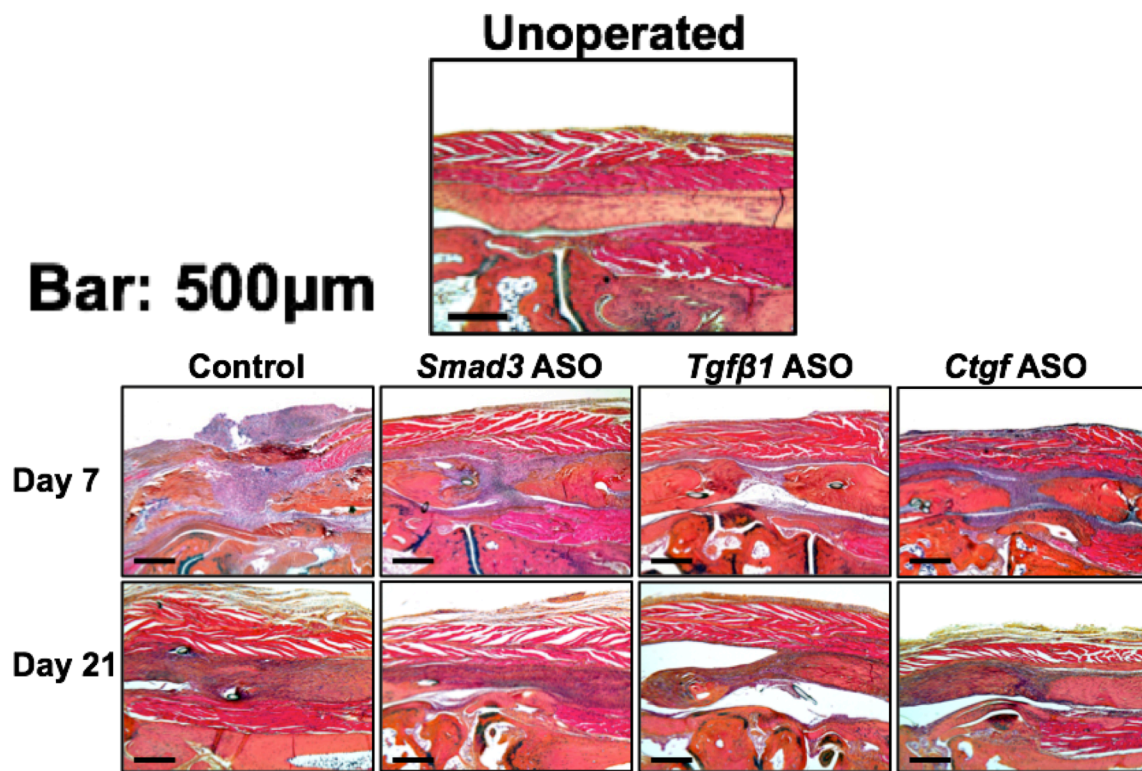 Unoperated
Bar: 500µm
Control
Smad3 ASO
Tgfβ1 ASO
Ctgf ASO
Day 7
Day 21